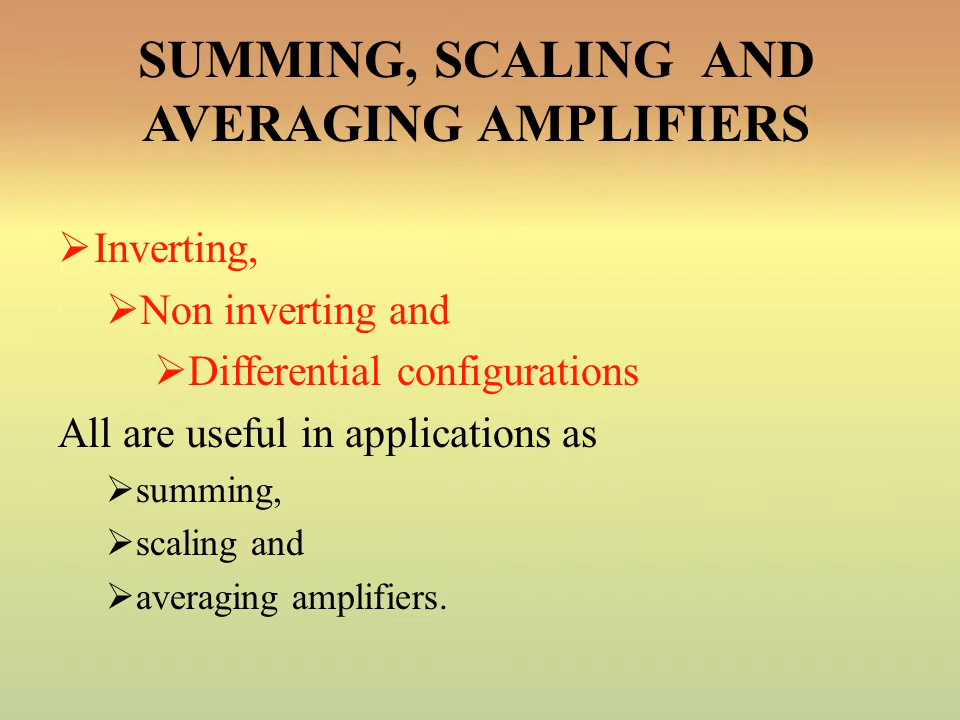 SUMMING, SCALING AND
AVERAGING AMPLIFIERS
➢Inverting,
➢Non inverting and
➢Differential configurations
All are useful in applications as
➢summing,
➢scaling and
➢averaging amplifiers.